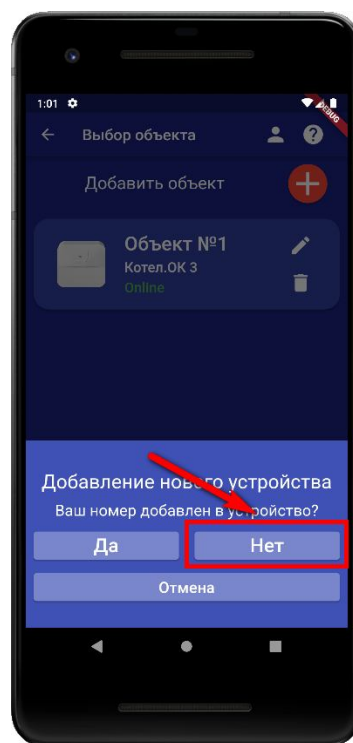 1:01
DEBUG
Выбор объекта
Добавить объект
Объект №1
Котел.ОК 3
Online
Добавление нового устройства
Ваш номер добавлен в устройство?
Да Нет
Отмена